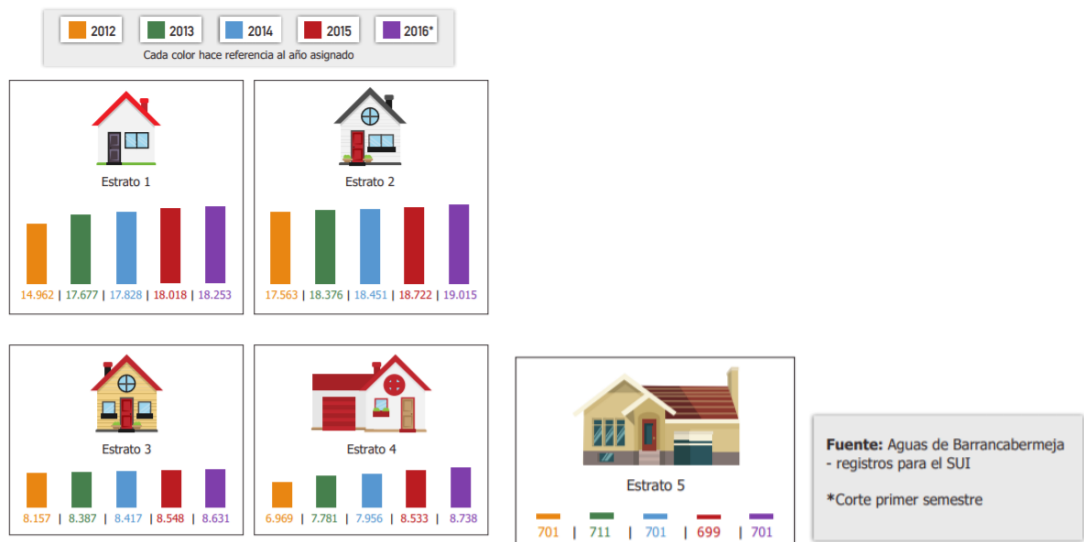 2012 2013 2014 2015 2016*
Cada color hace referencia al año asignado
Estrato 1
14.962 | 17.677 | 17.828 | 18.018 | 18.253
Estrato 2
17.563 | 18.376 | 18.451 | 18.722 | 19.015
Estrato 3
8.157 | 8.387 | 8.417 | 8.548 | 8.631
Estrato 4
6.969 | 7.781 | 7.956 | 8.533 | 8.738
Estrato 5
701 | 711 | 701 | 699 | 701
Fuente: Aguas de Barrancabermeja
- registros para el SUI
*Corte primer semestre